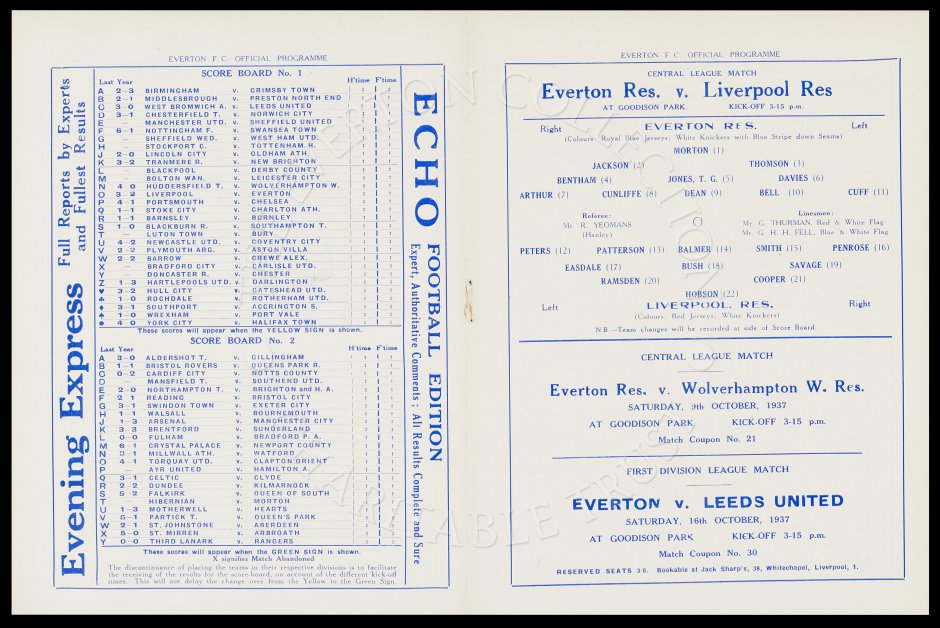 EVERTON F.C. OFFICIAL PROGRAMME
Evening Express Full Reports by Experts
and Fullest Results
SCORE BOARD No. 1
Last Year H'time F'time
A 2-3 BIRMINGHAM v. GRIMSBY TOWN : :
B 2-1 MIDDLESBROUGH v. PRESTON NORTH END : :
C 3-0 WEST BROMWICH A. v. LEEDS UNITED : :
D 3-1 CHESTERFIELD T. v. NORWICH CITY : :
E — MANCHESTER UTD. v. SHEFFIELD UNITED : :
F 6-1 NOTTINGHAM F. v. SWANSEA TOWN : :
G — SHEFFIELD WED. v. WEST HAM UTD. : :
H — STOCKPORT C. v. TOTTENHAM H. : :
J 2-0 LINCOLN CITY v. OLDHAM ATH. : :
K 3-2 TRANMERE R. v. NEW BRIGHTON : :
L — BLACKPOOL v. DERBY COUNTY : :
M — BOLTON WAN. v. LEICESTER CITY : :
N 4-0 HUDDERSFIELD T. v. WOLVERHAMPTON W. : :
O 3-2 LIVERPOOL v. EVERTON : :
P 4-1 PORTSMOUTH v. CHELSEA : :
Q 1-1 STOKE CITY v. CHARLTON ATH. : :
R 1-1 BARNSLEY v. BURNLEY : :
S 1-0 BLACKBURN R. v. SOUTHAMPTON T. : :
T — LUTON TOWN v. BURY : :
U 4-2 NEWCASTLE UTD. v. COVENTRY CITY : :
V 2-2 PLYMOUTH ARG. v. ASTON VILLA : :
W 2-2 BARROW v. CREWE ALEX. : :
X — BRADFORD CITY v. CARLISLE UTD. : :
Y — DONCASTER R. v. CHESTER : :
Z 1-3 HARTLEPOOLS UTD. v. DARLINGTON : :
♥ 3-2 HULL CITY v. GATESHEAD UTD. : :
♣ 1-0 ROCHDALE v. ROTHERHAM UTD. : :
♦ 3-1 SOUTHPORT v. ACCRINGTON S. : :
♠ 1-0 WREXHAM v. PORT VALE : :
● 4-0 YORK CITY v. HALIFAX TOWN : :
These scores will appear when the YELLOW SIGN is shown.
SCORE BOARD No. 2
Last Year H'time F'time
A 3-0 ALDERSHOT T. v. GILLINGHAM : :
B 1-1 BRISTOL ROVERS v. QUEENS PARK R. : :
C 0-2 CARDIFF CITY v. NOTTS COUNTY : :
D — MANSFIELD T. v. SOUTHEND UTD. : :
E 2-0 NORTHAMPTON T. v. BRIGHTON and H.A. : :
F 2-1 READING v. BRISTOL CITY : :
G 3-1 SWINDON TOWN v. EXETER CITY : :
H 1-1 WALSALL v. BOURNEMOUTH : :
J 1-3 ARSENAL v. MANCHESTER CITY : :
K 3-3 BRENTFORD v. SUNDERLAND : :
L 0-0 FULHAM v. BRADFORD P.A. : :
M 6-1 CRYSTAL PALACE v. NEWPORT COUNTY : :
N 2-1 MILLWALL ATH. v. WATFORD : :
O 4-1 TORQUAY UTD. v. CLAPTON ORIENT : :
P — AYR UNITED v. HAMILTON A. : :
Q 3-1 CELTIC v. CLYDE : :
R 2-2 DUNDEE v. KILMARNOCK : :
S 5-2 FALKIRK v. QUEEN OF SOUTH : :
T — HIBERNIAN v. MORTON : :
U 1-3 MOTHERWELL v. HEARTS : :
V 5-1 PARTICK T. v. QUEEN'S PARK : :
W 2-1 ST. JOHNSTONE v. ABERDEEN : :
X 5-0 ST. MIRREN v. ARBROATH : :
Y 0-0 THIRD LANARK v. RANGERS : :
These scores will appear when the GREEN SIGN is shown.
X signifies Match Abandoned
The discontinuance of placing the teams in their respective divisions is to facilitate
the receiving of the results for the score-board, on account of the different kick-off
times. This will not delay the change over from the Yellow to the Green Sign.
ECHO FOOTBALL EDITION
Expert, Authoritative Comments; All Results Complete and Sure
EVERTON F.C. OFFICIAL PROGRAMME
CENTRAL LEAGUE MATCH
Everton Res. v. Liverpool Res
AT GOODISON PARK. KICK-OFF 3-15 p.m.
Right EVERTON RES. Left
(Colours: Royal Blue Jerseys; White Knickers with Blue Stripe down Seams)
MORTON (1)
JACKSON (2) THOMSON (3)
BENTHAM (4) JONES, T. G. (5) DAVIES (6)
ARTHUR (7) CUNLIFFE (8) DEAN (9) BELL (10) CUFF (11)
Referee: Linesmen:
Mr R. YEOMANS Mr. G. THURMAN, Red & White Flag.
(Hanley) Mr. G. H. H. FELL, Blue & White Flag
PETERS (12) PATTERSON (13) BALMER (14) SMITH (15) PENROSE (16)
EASDALE (17) BUSH (18) SAVAGE (19)
RAMSDEN (20) COOPER (21)
HOBSON (22)
Left LIVERPOOL RES. Right
(Colours: Red Jerseys; White Knickers)
N.B—Team changes will be recorded at side of Score Board
CENTRAL LEAGUE MATCH
Everton Res. v. Wolverhampton W. Res.
SATURDAY, 9th OCTOBER, 1937
AT GOODISON PARK KICK-OFF 3-15 p.m.
Match Coupon No. 21
FIRST DIVISION LEAGUE MATCH
EVERTON v. LEEDS UNITED
SATURDAY, 16th OCTOBER, 1937
AT GOODISON PARK KICK-OFF 3-15 p.m.
Match Coupon No. 30
RESERVED SEATS 3/6. Bookable at Jack Sharp's, 38, Whitechapel, Liverpool, 1.